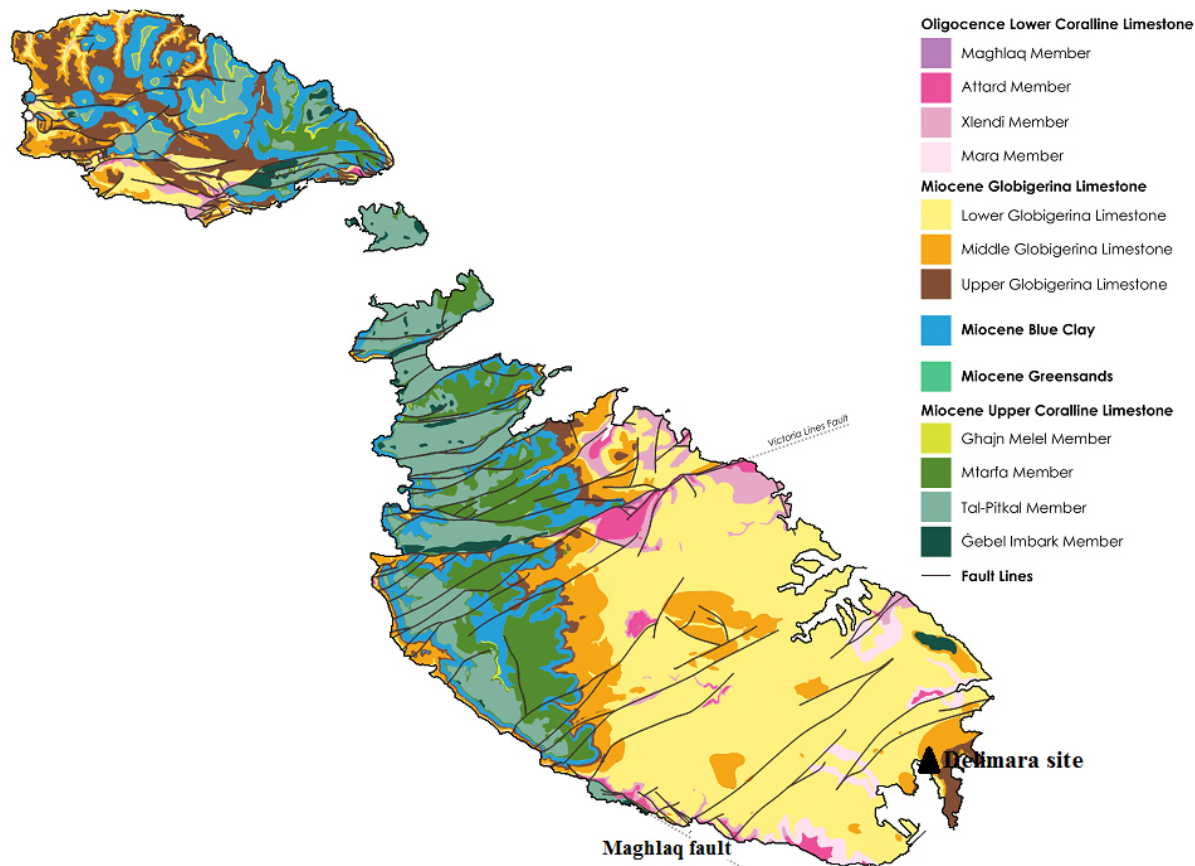 Oligocence Lower Coralline Limestone
Magħlaq Member
Attard Member
Xlendi Member
Mara Member
Miocene Globigerina Limestone
Lower Globigerina Limestone
Middle Globigerina Limestone
Upper Globigerina Limestone
Miocene Blue Clay
Miocene Greensands
Miocene Upper Coralline Limestone
Għajn Melel Member
Mtarfa Member
Tal-Pitkal Member
Ġebel Imbark Member
Fault Lines
Victoria Lines Fault
Delimara site
Maghlaq fault